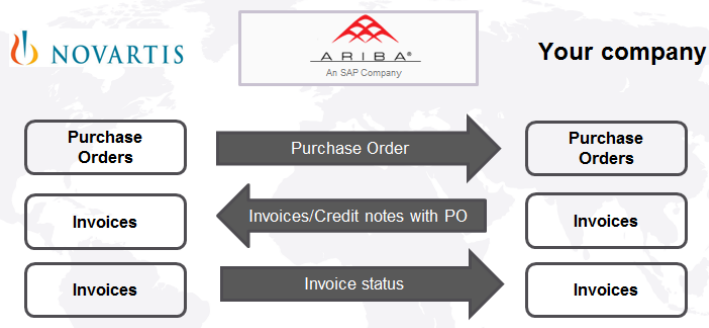 NOVARTIS
ARIBA®
An SAP Company
Your company
Purchase
Orders
Purchase Order
Purchase
Orders
Invoices
Invoices/Credit notes with PO
Invoices
Invoices
Invoice status
Invoices